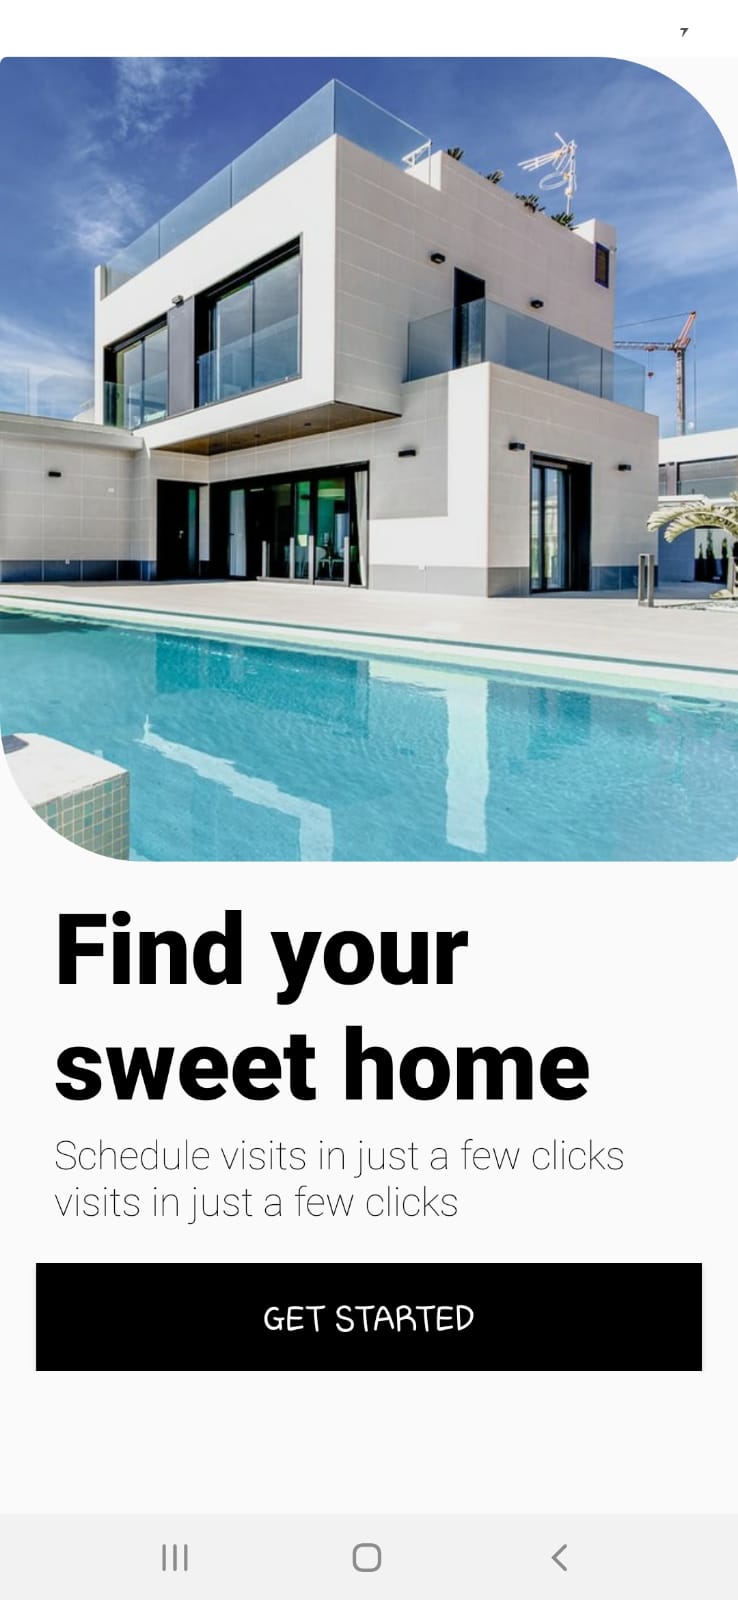 Find your
sweet home
Schedule visits in just a few clicks
visits in just a few clicks
GET STARTED